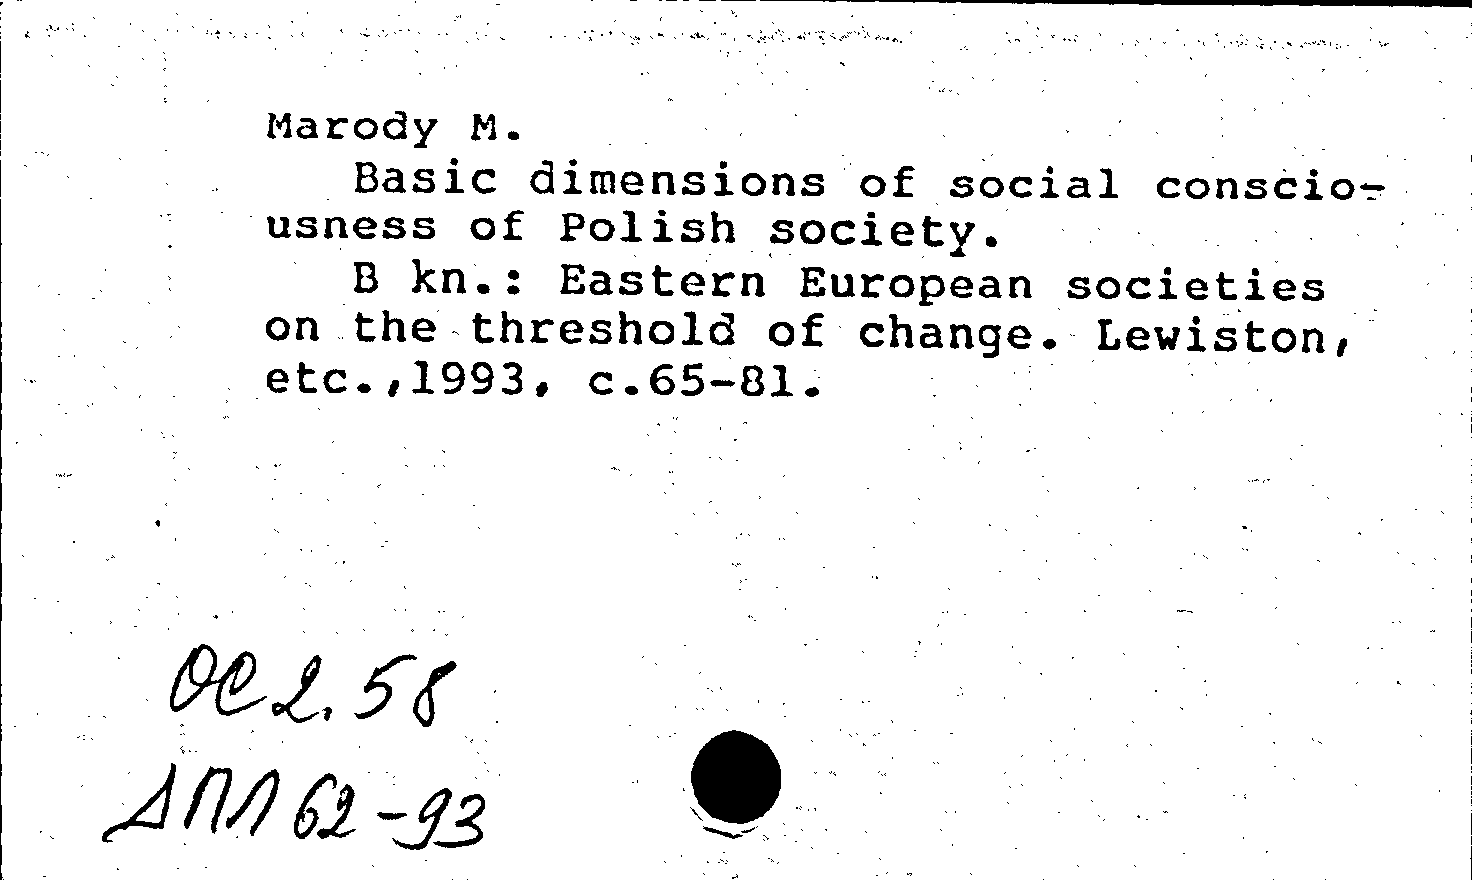 Marody M.
Basic dimensions of social conscio-
usness of Polish society.
В kn.: Eastern European societies
on the threshold of change. Lewiston,
etc.,1993, c.65-81.
ОС2.58
ДПЛ 62-93